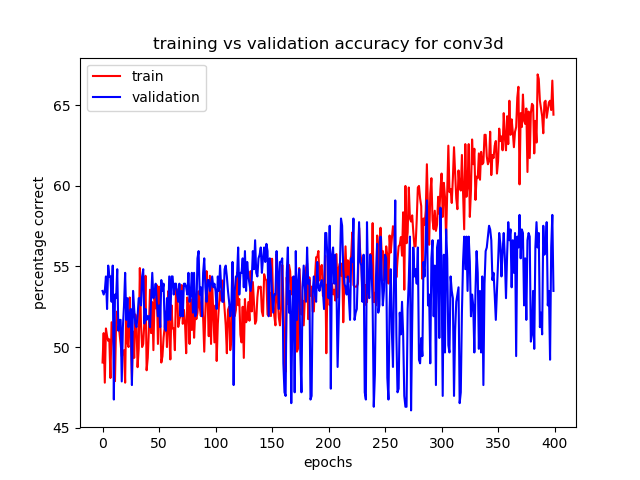 training vs validation accuracy for conv3d
train
validation
percentage correct
65
60
55
50
45
0 50 100 150 200 250 300 350 400
epochs